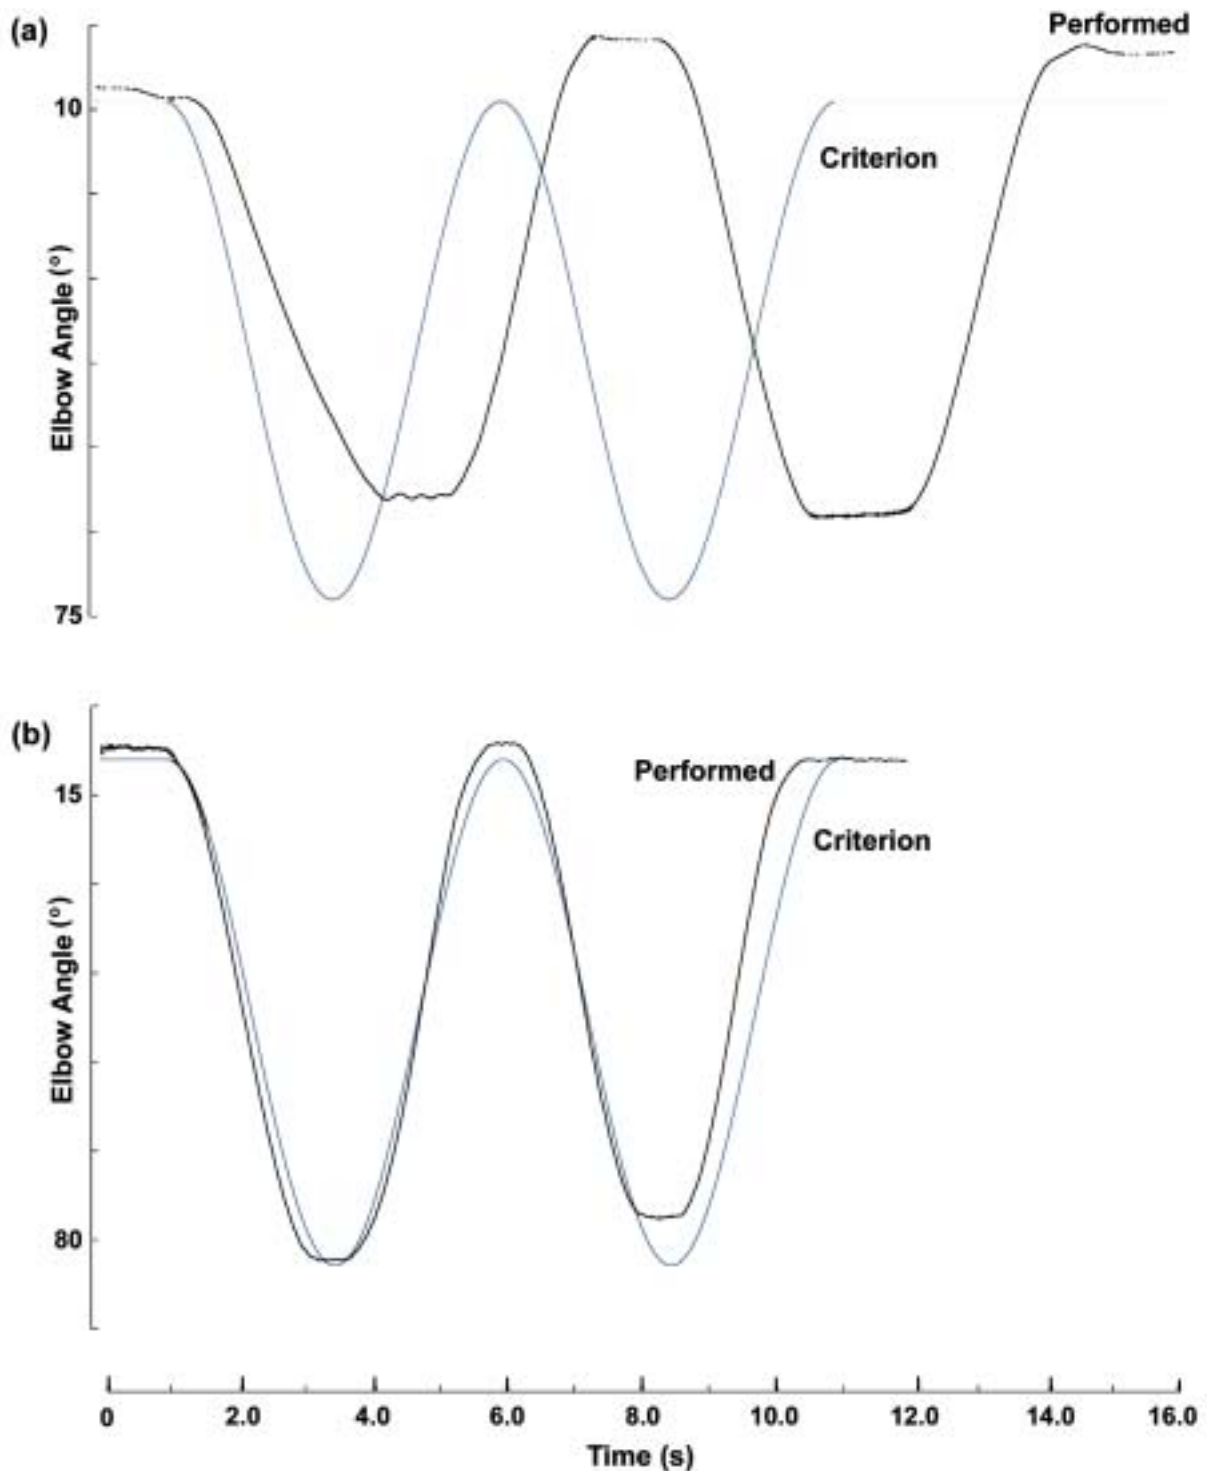 (a)
Performed
10
Criterion
Elbow Angle (°)
75
(b)
Performed
15
Criterion
Elbow Angle (°)
80
0 2.0 4.0 6.0 8.0 10.0 12.0 14.0 16.0
Time (s)